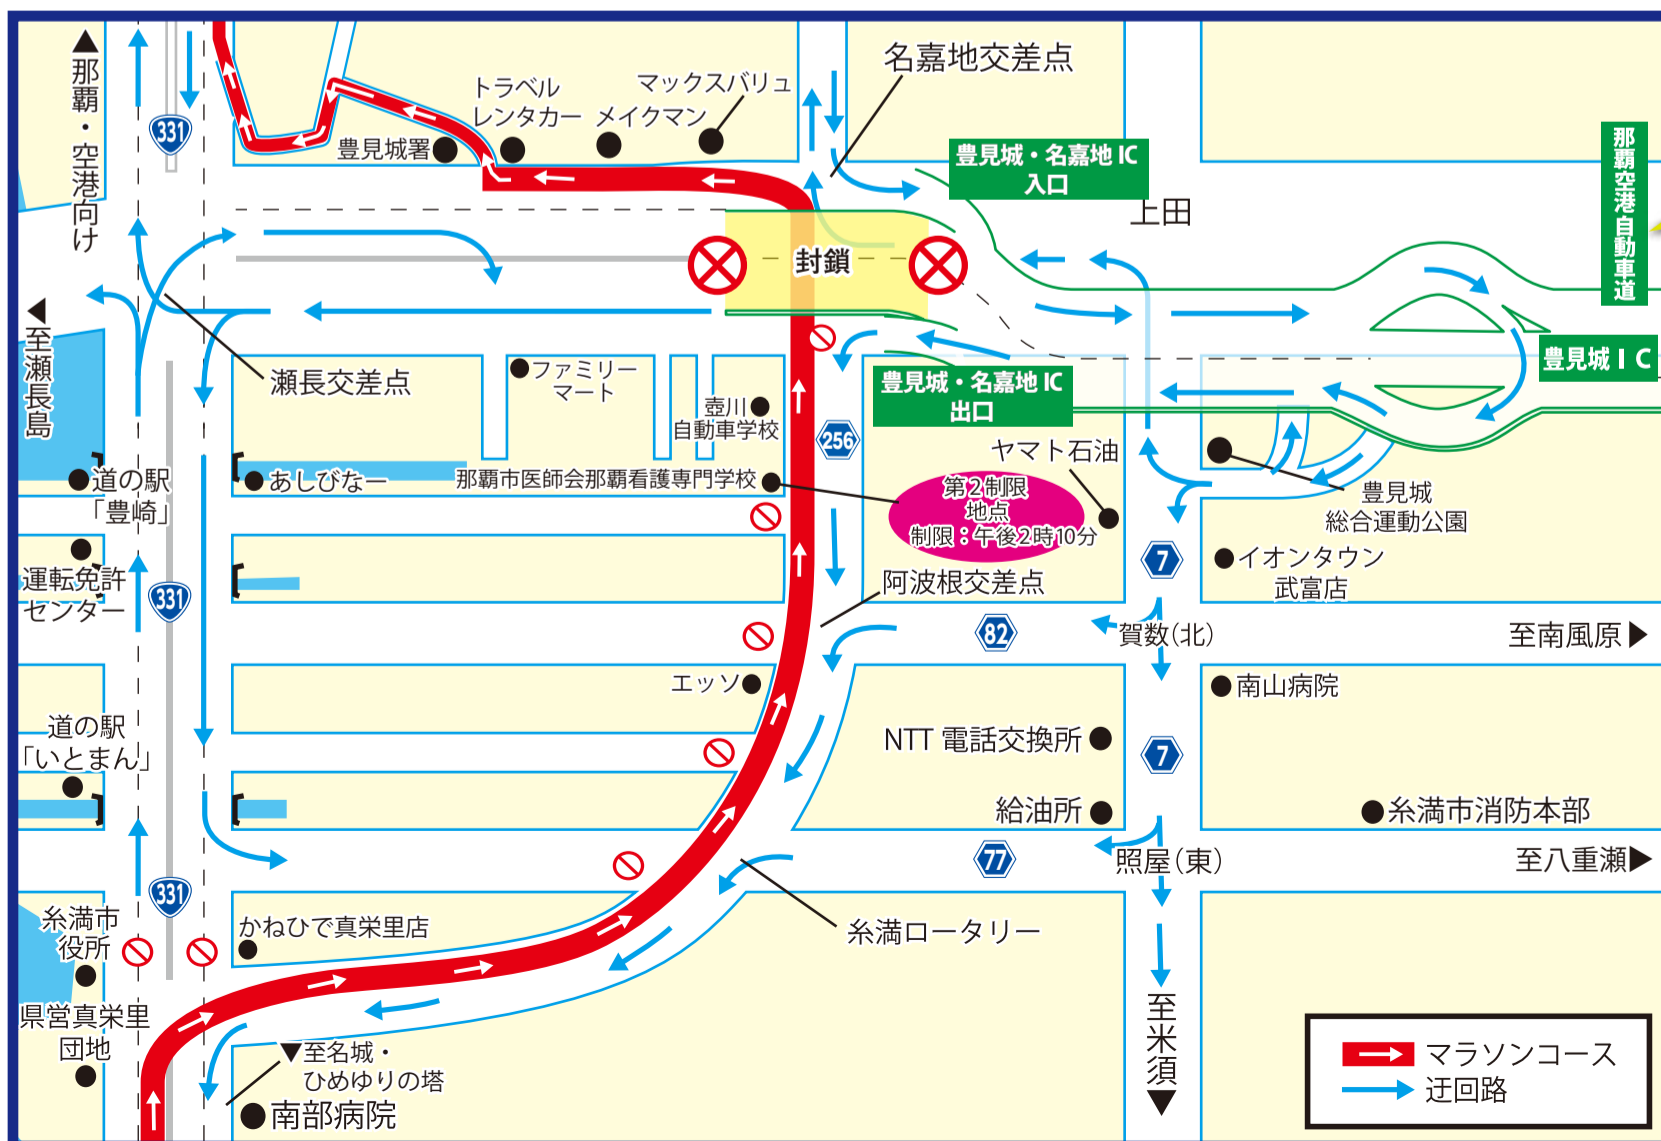 ▲那覇・空港向け
331
トラベル
レンタカー
メイクマン
マックスバリュ
豊見城署
名嘉地交差点
豊見城・名嘉地 IC
入口
上田
那覇空港自動車道
封鎖
◀至瀬長島
瀬長交差点
ファミリー
マート
壺川
自動車学校
256
豊見城・名嘉地 IC
出口
豊見城 I C
道の駅
「豊崎」
あしびなー
那覇市医師会那覇看護専門学校
第2制限
地点
制限：午後2時10分
ヤマト石油
豊見城
総合運動公園
運転免許
センター
331
阿波根交差点
7
イオンタウン
武富店
82
賀数(北)
至南風原▶
エッソ
南山病院
道の駅
「いとまん」
NTT 電話交換所
7
給油所
糸満市消防本部
77
照屋(東)
至八重瀬▶
331
糸満市
役所
かねひで真栄里店
糸満ロータリー
県営真栄里
団地
▼至名城・
ひめゆりの塔
南部病院
至米須▼
マラソンコース
迂回路